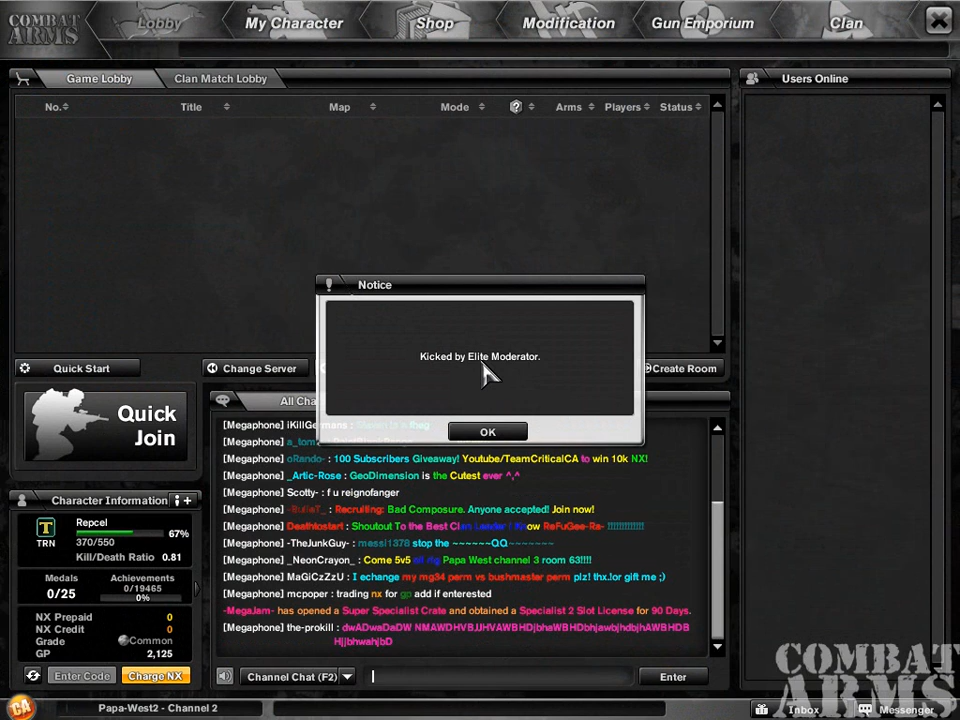 COMBAT ARMS
Lobby
My Character
Shop
Modification
Gun Emporium
Clan
Game Lobby
Clan Match Lobby
Users Online
No.
Title
Map
Mode
?
Arms
Players
Status
Notice
Kicked by Elite Moderator.
OK
Quick Start
Change Server
Create Room
Quick Join
All Cha
[Megaphone] iKillGermans :
[Megaphone]
[Megaphone] oRando- : 100 Subscribers Giveaway! Youtube/TeamCriticalCA to win 10k NX!
[Megaphone] _Artic-Rose : GeoDimension is the Cutest ever ^,^
[Megaphone] Scotty- : f u reignofanger
[Megaphone] -BulleT_ : Recruiting: Bad Composure. Anyone accepted! Join now!
[Megaphone] Deathtostart : Shoutout To the Best Clan Leader I Know ReFuGee-Ra- !!!!!!!!!!!!!
[Megaphone] -TheJunkGuy- : messi1378 stop the ~~~~~~QQ~~~~~~~
[Megaphone] _NeonCrayon_ : Come 5v5 Papa West channel 3 room 63!!!!
[Megaphone] MaGiCzZzU : I echange my mg34 perm vs bushmaster perm plz! thx.!or gift me ;)
[Megaphone] mcpoper : trading nx for gp add if enterested
-MegaJam- has opened a Super Specialist Crate and obtained a Specialist 2 Slot License for 90 Days.
[Megaphone] the-prokill :
Character Information
T
TRN
Repcel
370/550
67%
Kill/Death Ratio 0.81
Medals
0/25
Achievements
0/19465
0%
NX Prepaid 0
NX Credit 0
Grade Common
GP 2,125
Enter Code
Charge NX
Channel Chat (F2)
Enter
COMBAT
ARMS
CA
Papa-West2 - Channel 2
Inbox
Messenger